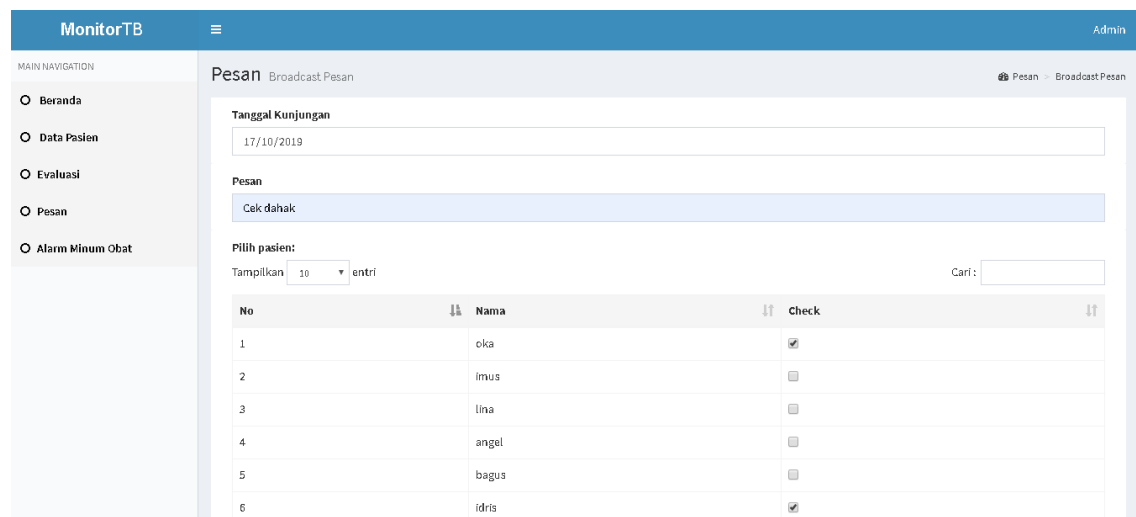 MonitorTB
Admin
MAIN NAVIGATION
Beranda
Data Pasien
Evaluasi
Pesan
Alarm Minum Obat
Pesan Broadcast Pesan
Pesan > Broadcast Pesan
Tanggal Kunjungan
17/10/2019
Pesan
Cek dahak
Pilih pasien:
Tampilkan 10 entri
Cari :
No Nama Check
1 oka
2 imus
3 lina
4 angel
5 bagus
6 idris